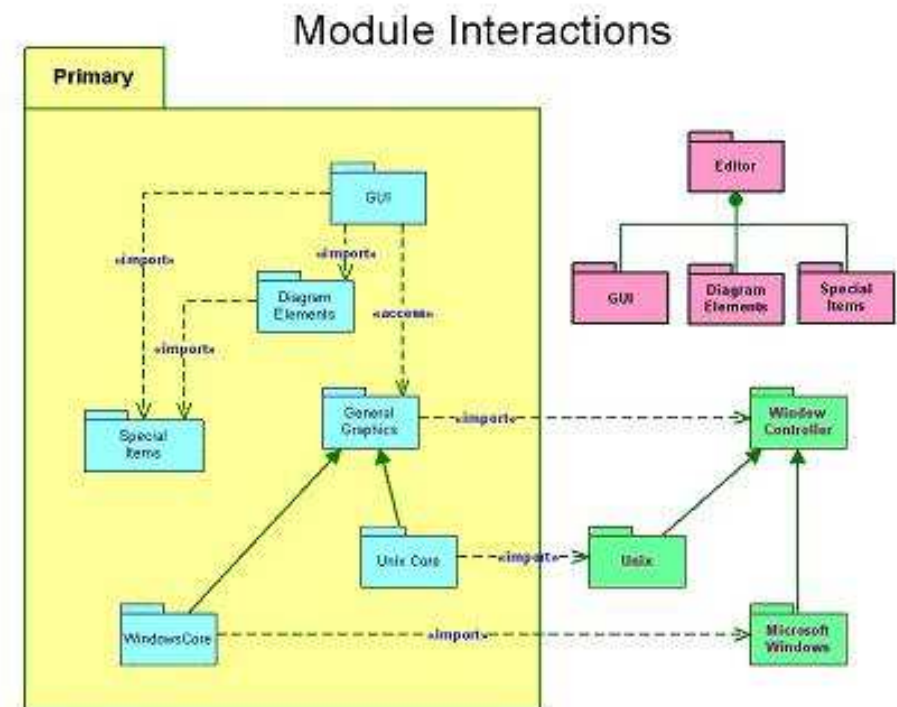 Module Interactions
Primary
Editor
GUI
«import»
«import»
Diagram
Elements
«access»
GUI
Diagram
Elements
Special
Items
«import»
General
Graphics
«import»
Window
Controller
Special
Items
Unix Core
«import»
Unix
WindowsCore
«import»
Microsoft
Windows